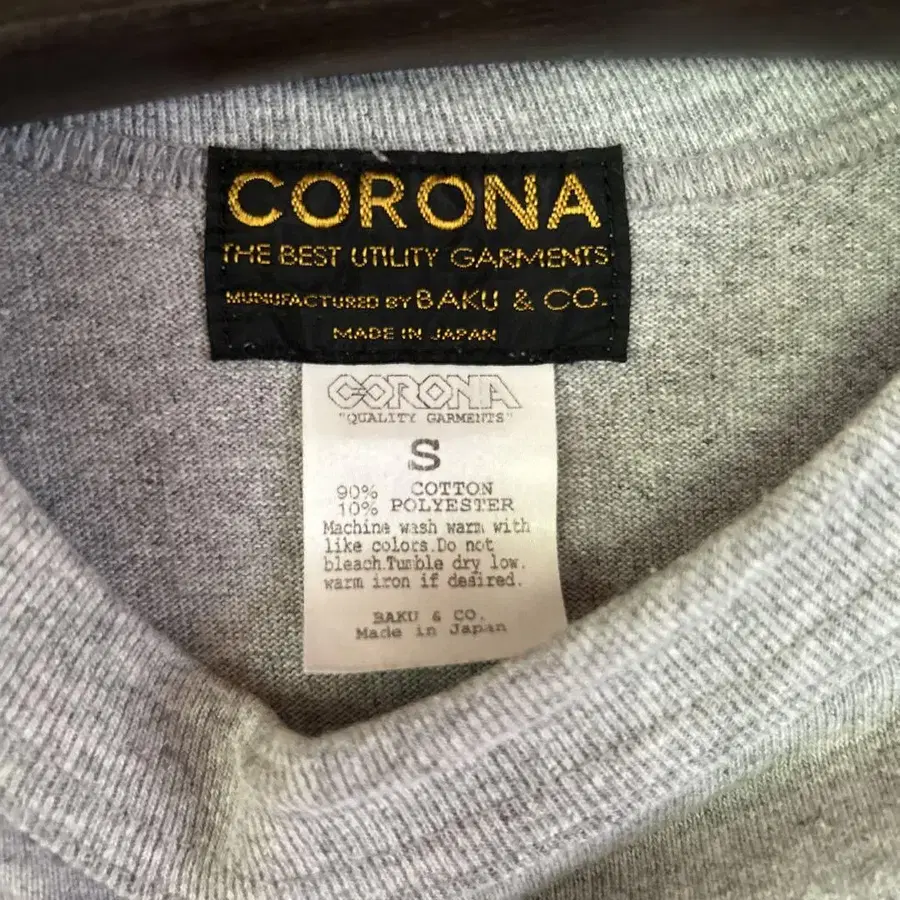 CORONA
THE BEST UTILITY GARMENTS
MUNUFACTURED BY BAKU & CO.
MADE IN JAPAN
CORONA
"QUALITY GARMENTS"
S
90% COTTON
10% POLYESTER
Machine wash warm with
like colors.Do not
bleach.Tumble dry low.
warm iron if desired.
BAKU & CO.
Made in Japan